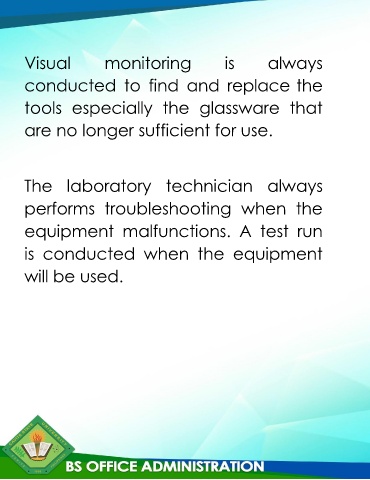 Visual monitoring is always
conducted to find and replace the
tools especially the glassware that
are no longer sufficient for use.
The laboratory technician always
performs troubleshooting when the
equipment malfunctions. A test run
is conducted when the equipment
will be used.
BS OFFICE ADMINISTRATION